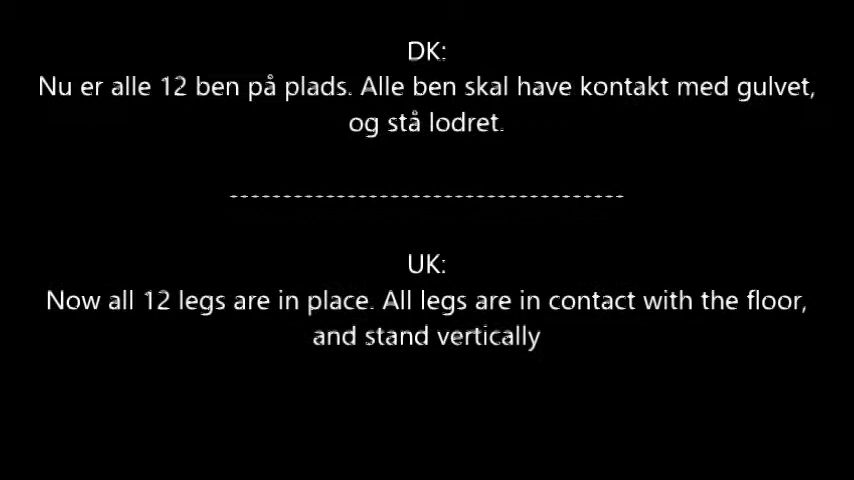 DK:
Nu er alle 12 ben på plads. Alle ben skal have kontakt med gulvet,
og stå lodret.
-------------------------------------
UK:
Now all 12 legs are in place. All legs are in contact with the floor,
and stand vertically